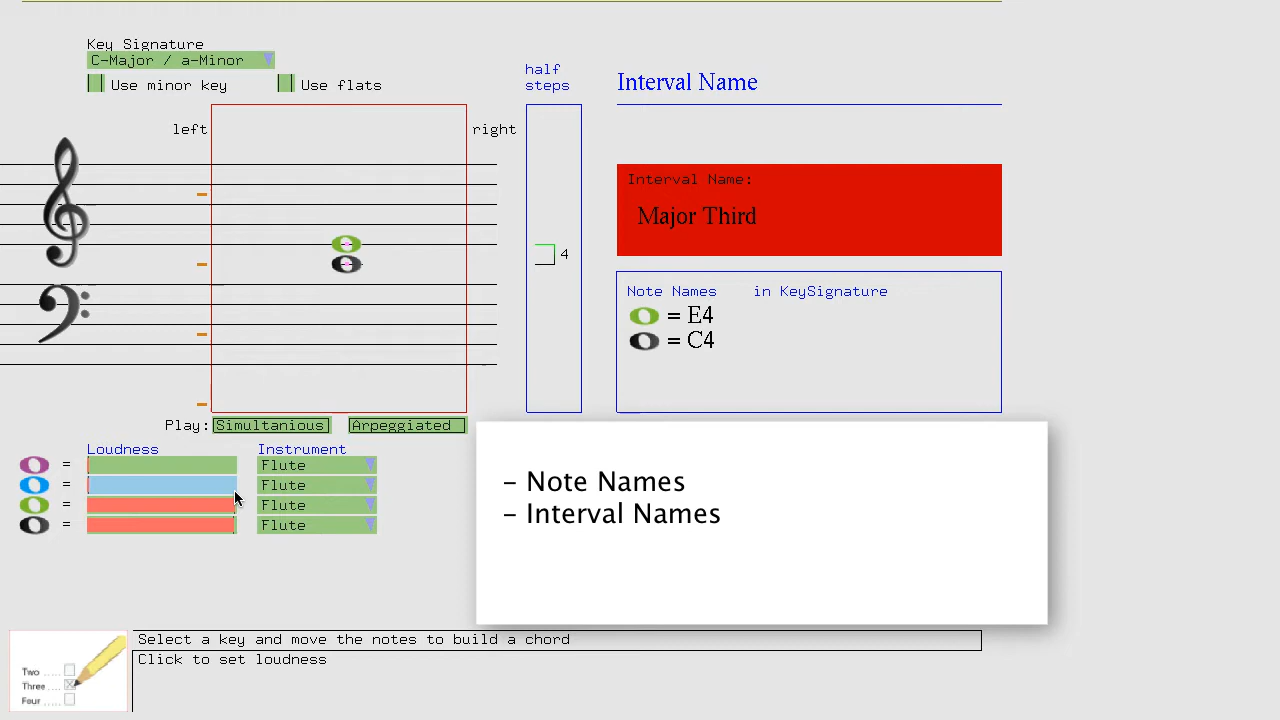 Key Signature
C-Major / a-Minor
Use minor key
Use flats
half
steps
Interval Name
left
right
Interval Name:
Major Third
4
Note Names in KeySignature
= E4
= C4
Play: Simultanious Arpeggiated
Loudness Instrument
= Flute
= Flute
= Flute
= Flute
– Note Names
– Interval Names
Select a key and move the notes to build a chord
Click to set loudness
Two .....
Three ....
Four .....